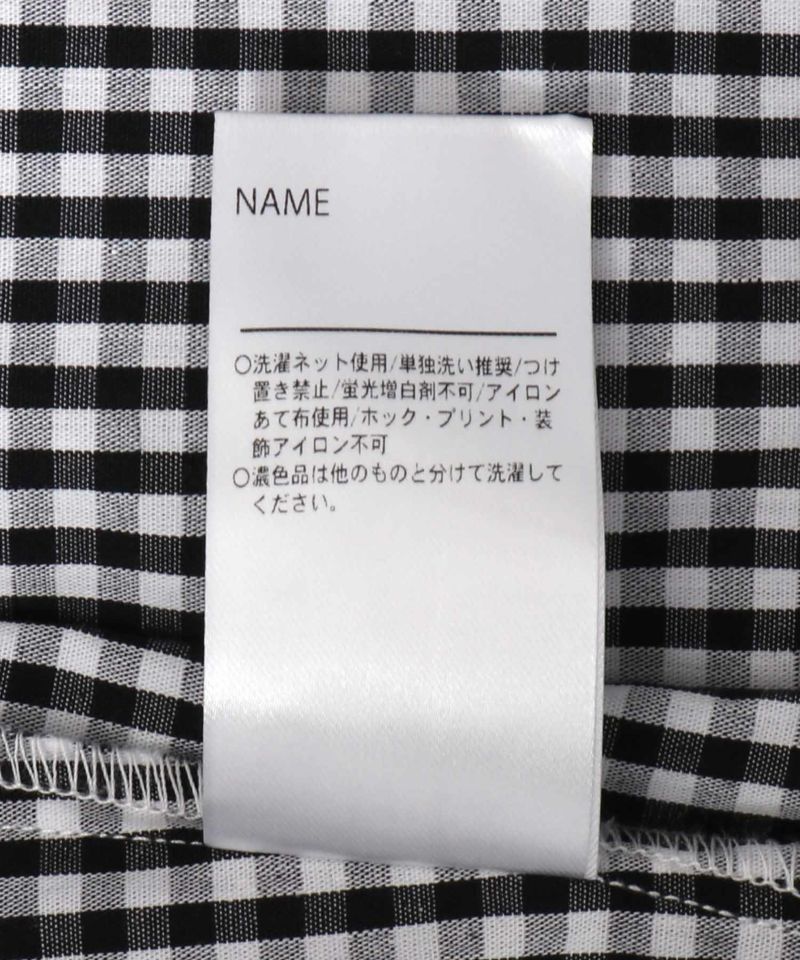 NAME
○洗濯ネット使用/単独洗い推奨/つけ
置き禁止/蛍光増白剤不可/アイロン
あて布使用/ホック・プリント・装
飾アイロン不可
○濃色品は他のものと分けて洗濯して
ください。